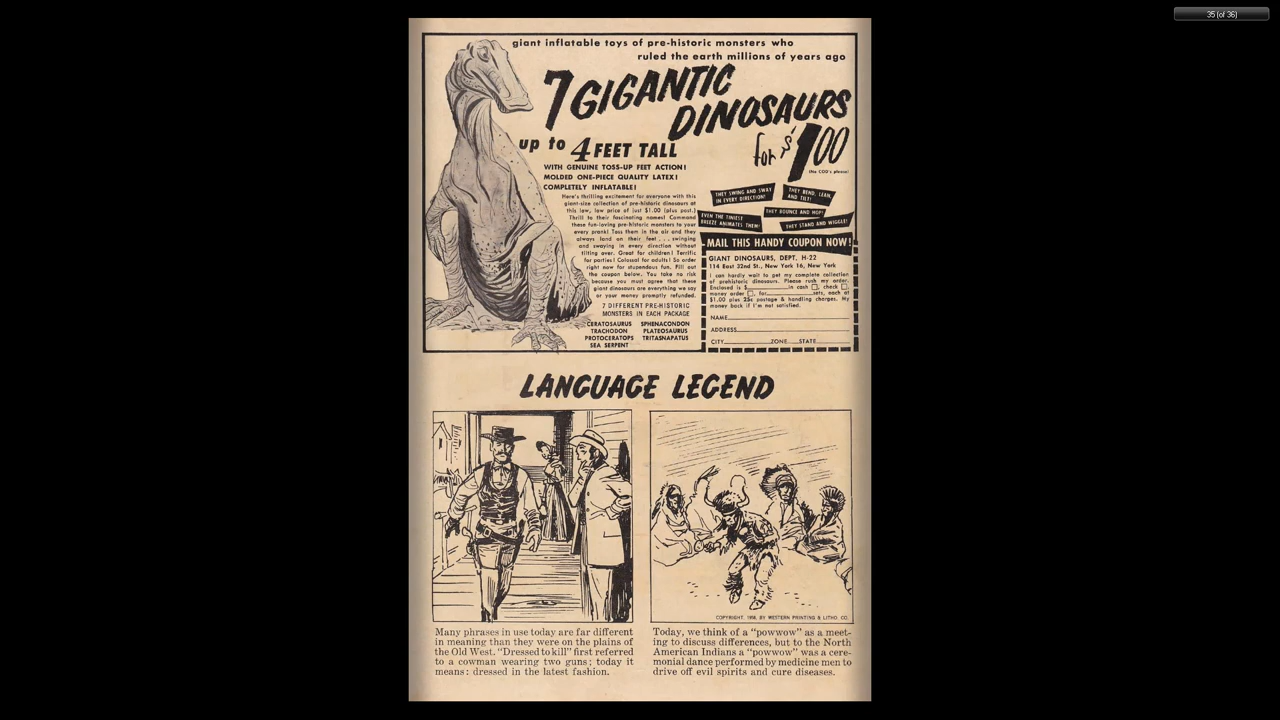 35 (of 36)
giant inflatable toys of pre-historic monsters who
ruled the earth millions of years ago
7 GIGANTIC
DINOSAURS
for $1.00
(No COD's please)
up to 4 FEET TALL
WITH GENUINE TOSS-UP FEET ACTION!
MOLDED ONE-PIECE QUALITY LATEX!
COMPLETELY INFLATABLE!
Here's thrilling excitement for everyone with this
giant-size collection of pre-historic dinosaurs at
this low, low price of just $1.00 (plus post.)
Thrill to their fascinating names! Command
these fun-loving pre-historic monsters to your
every prank! Toss them in the air and they
always land on their feet . . . swinging
and swaying in every direction without
tilting over. Great for children! Terrific
for parties! Colossal for adults! So order
right now for stupendous fun. Fill out
the coupon below. You take no risk
because you must agree that these
giant dinosaurs are everything we say
or your money promptly refunded.
7 DIFFERENT PRE-HISTORIC
MONSTERS IN EACH PACKAGE
CERATOSAURUS SPHENACONDON
TRACHODON PLATEOSAURUS
PROTOCERATOPS TRITASNAPATUS
SEA SERPENT
THEY SWING AND SWAY
IN EVERY DIRECTION!
THEY BEND, LEAN,
AND TILT!
EVEN THE TINIEST
BREEZE ANIMATES THEM!
THEY BOUNCE AND HOP!
THEY STAND AND WIGGLE!
MAIL THIS HANDY COUPON NOW!
GIANT DINOSAURS, DEPT. H-22
114 East 32nd St., New York 16, New York
I can hardly wait to get my complete collection
of prehistoric dinosaurs. Please rush my order.
Enclosed is $ in cash , check ,
money order , for sets, each at
$1.00 plus 25c postage & handling charges. My
money back if I'm not satisfied.
NAME
ADDRESS
CITY ZONE STATE
LANGUAGE LEGEND
COPYRIGHT, 1958, BY WESTERN PRINTING & LITHO. CO.
Many phrases in use today are far different
in meaning than they were on the plains of
the Old West. "Dressed to kill" first referred
to a cowman wearing two guns; today it
means: dressed in the latest fashion.
Today, we think of a "powwow" as a meet-
ing to discuss differences, but to the North
American Indians a "powwow" was a cere-
monial dance performed by medicine men to
drive off evil spirits and cure diseases.